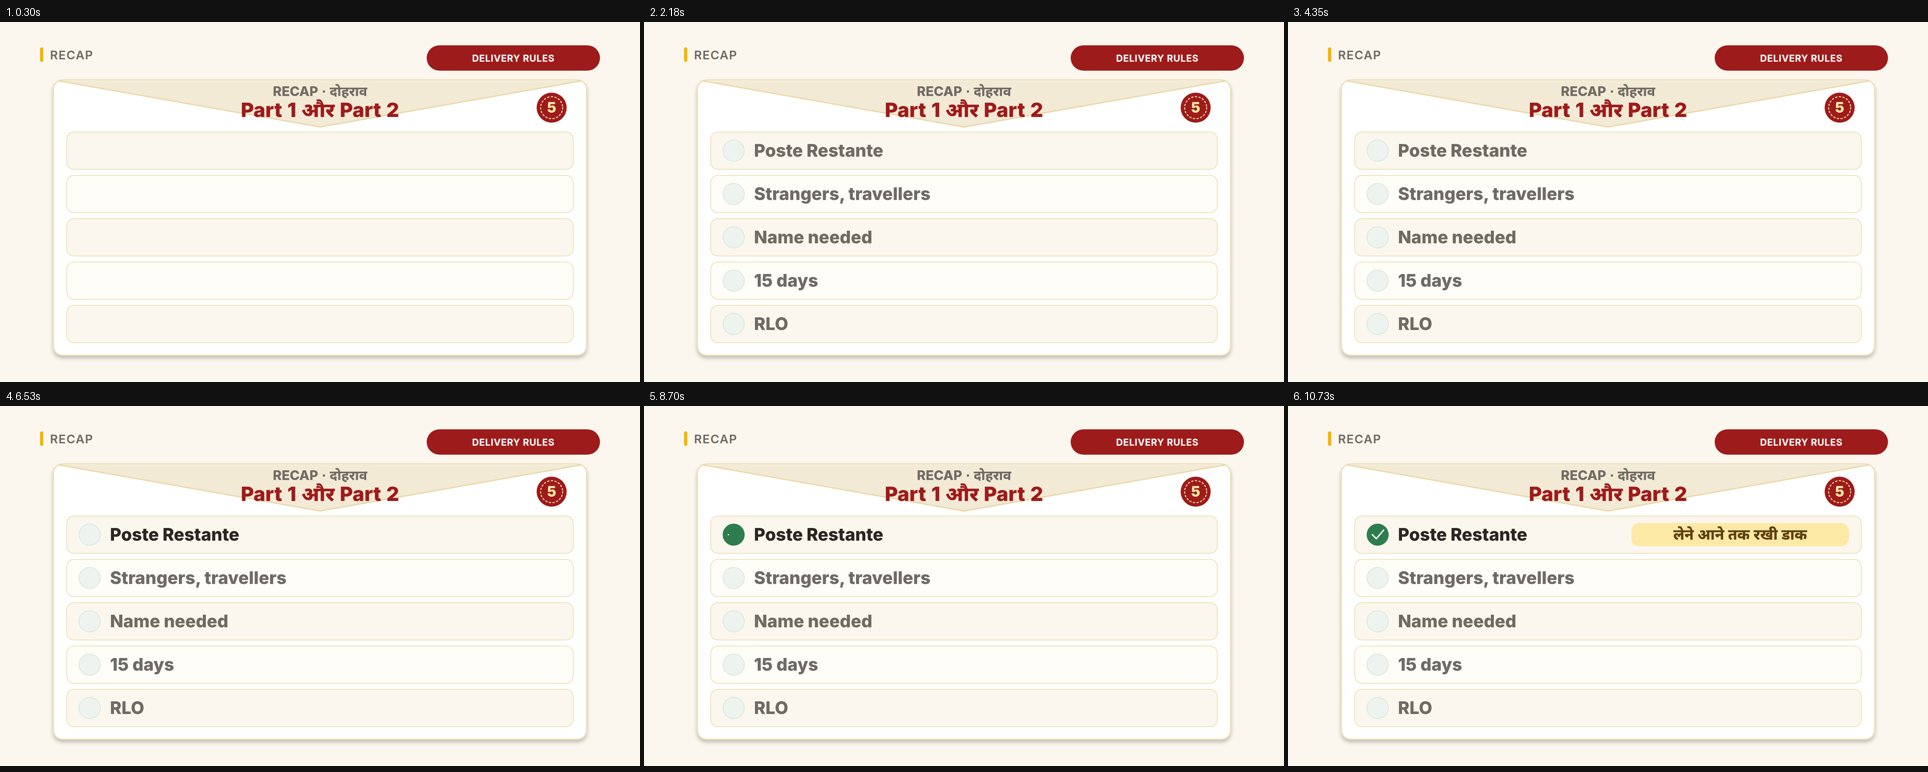 1. 0.30s
RECAP
DELIVERY RULES
RECAP · दोहराव
Part 1 और Part 2
5
2. 2.18s
RECAP
DELIVERY RULES
RECAP · दोहराव
Part 1 और Part 2
5
Poste Restante
Strangers, travellers
Name needed
15 days
RLO
3. 4.35s
RECAP
DELIVERY RULES
RECAP · दोहराव
Part 1 और Part 2
5
Poste Restante
Strangers, travellers
Name needed
15 days
RLO
4. 6.53s
RECAP
DELIVERY RULES
RECAP · दोहराव
Part 1 और Part 2
5
Poste Restante
Strangers, travellers
Name needed
15 days
RLO
5. 8.70s
RECAP
DELIVERY RULES
RECAP · दोहराव
Part 1 और Part 2
5
Poste Restante
Strangers, travellers
Name needed
15 days
RLO
6. 10.73s
RECAP
DELIVERY RULES
RECAP · दोहराव
Part 1 और Part 2
5
Poste Restante लेने आने तक रखी डाक
Strangers, travellers
Name needed
15 days
RLO